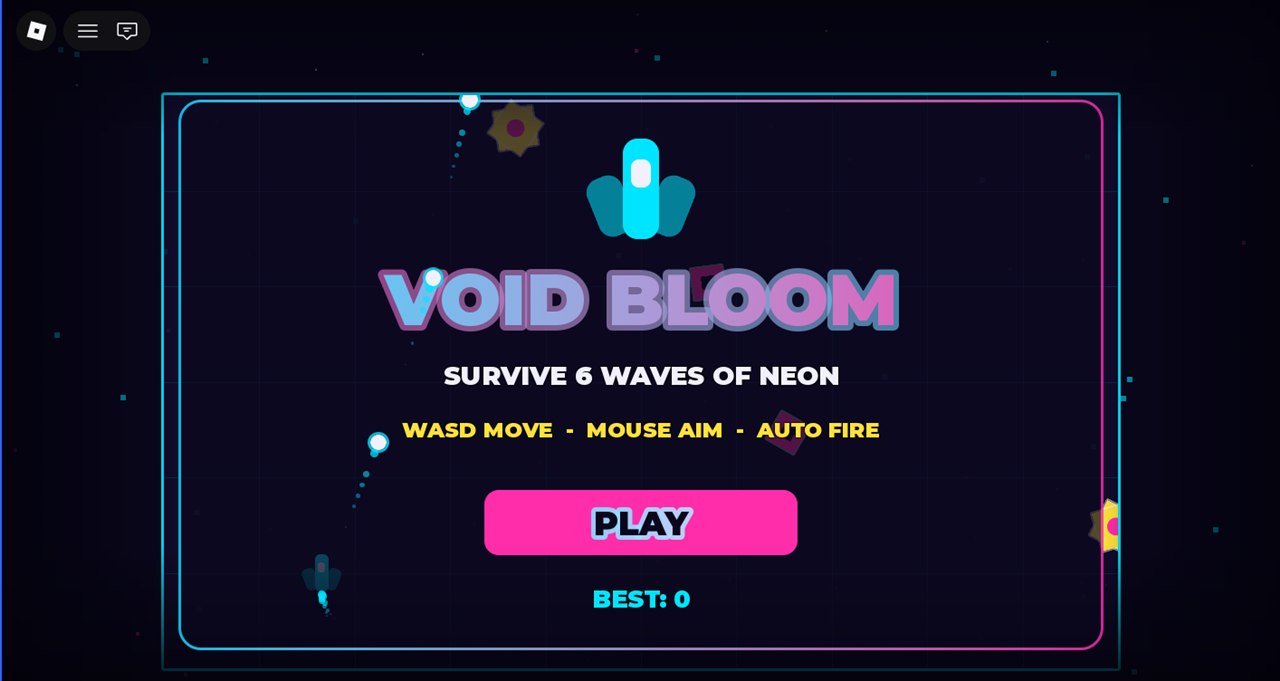 VOID BLOOM
SURVIVE 6 WAVES OF NEON
WASD MOVE - MOUSE AIM - AUTO FIRE
PLAY
BEST: 0